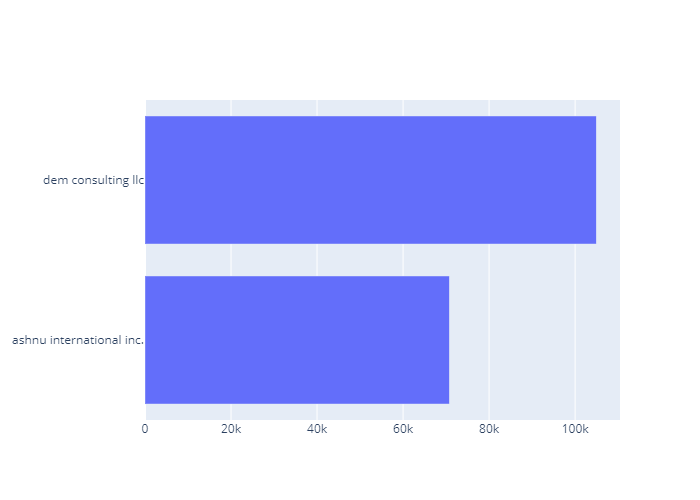 dem consulting llc
ashnu international inc.
0 20k 40k 60k 80k 100k